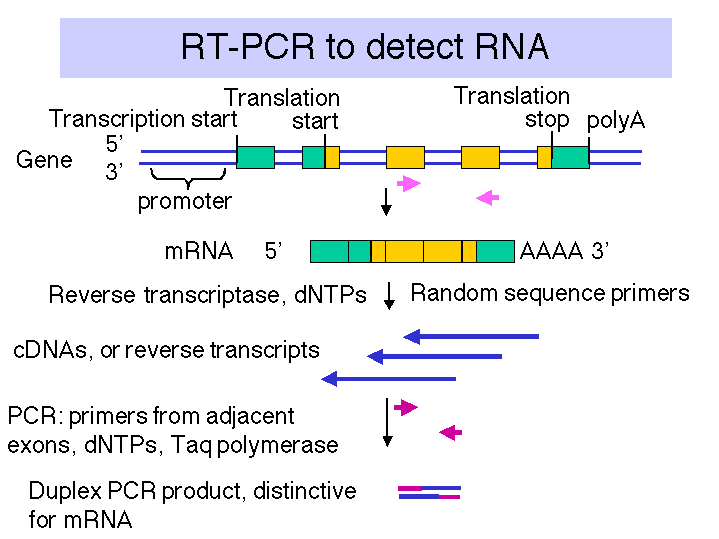 RT-PCR to detect RNA
Translation
start
Translation
stop
Transcription start
polyA
5’
Gene
3’
promoter
mRNA
5’
AAAA 3’
Reverse transcriptase, dNTPs
Random sequence primers
cDNAs, or reverse transcripts
PCR: primers from adjacent
exons, dNTPs, Taq polymerase
Duplex PCR product, distinctive
for mRNA